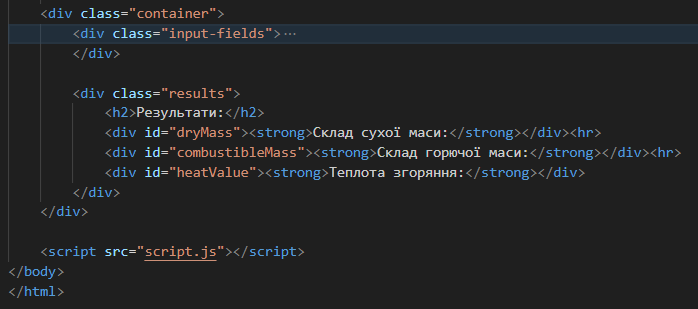 <div class="container">
<div class="input-fields">⋯
</div>
<div class="results">
<h2>Результати:</h2>
<div id="dryMass"><strong>Склад сухої маси:</strong></div><hr>
<div id="combustibleMass"><strong>Склад горючої маси:</strong></div><hr>
<div id="heatValue"><strong>Теплота згоряння:</strong></div>
</div>
</div>
<script src="script.js"></script>
</body>
</html>